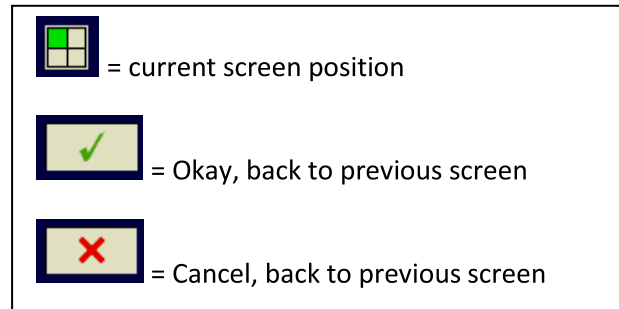 = current screen position
= Okay, back to previous screen
= Cancel, back to previous screen